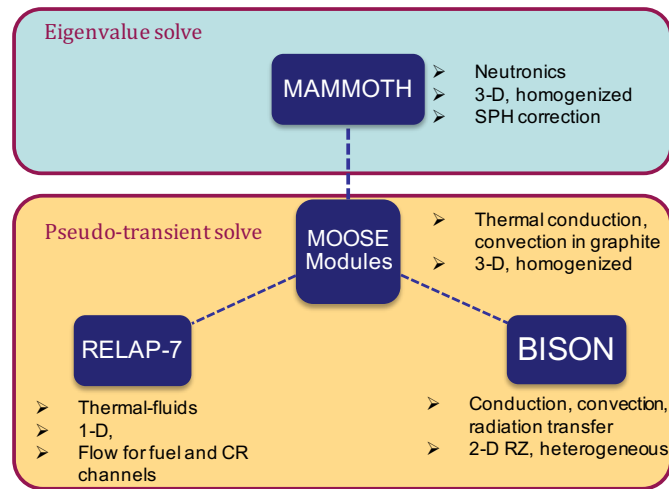 Eigenvalue solve
MAMMOTH
Neutronics
3-D, homogenized
SPH correction
Pseudo-transient solve
MOOSE
Modules
Thermal conduction,
convection in graphite
3-D, homogenized
RELAP-7
Thermal-fluids
1-D,
Flow for fuel and CR
channels
BISON
Conduction, convection,
radiation transfer
2-D RZ, heterogeneous